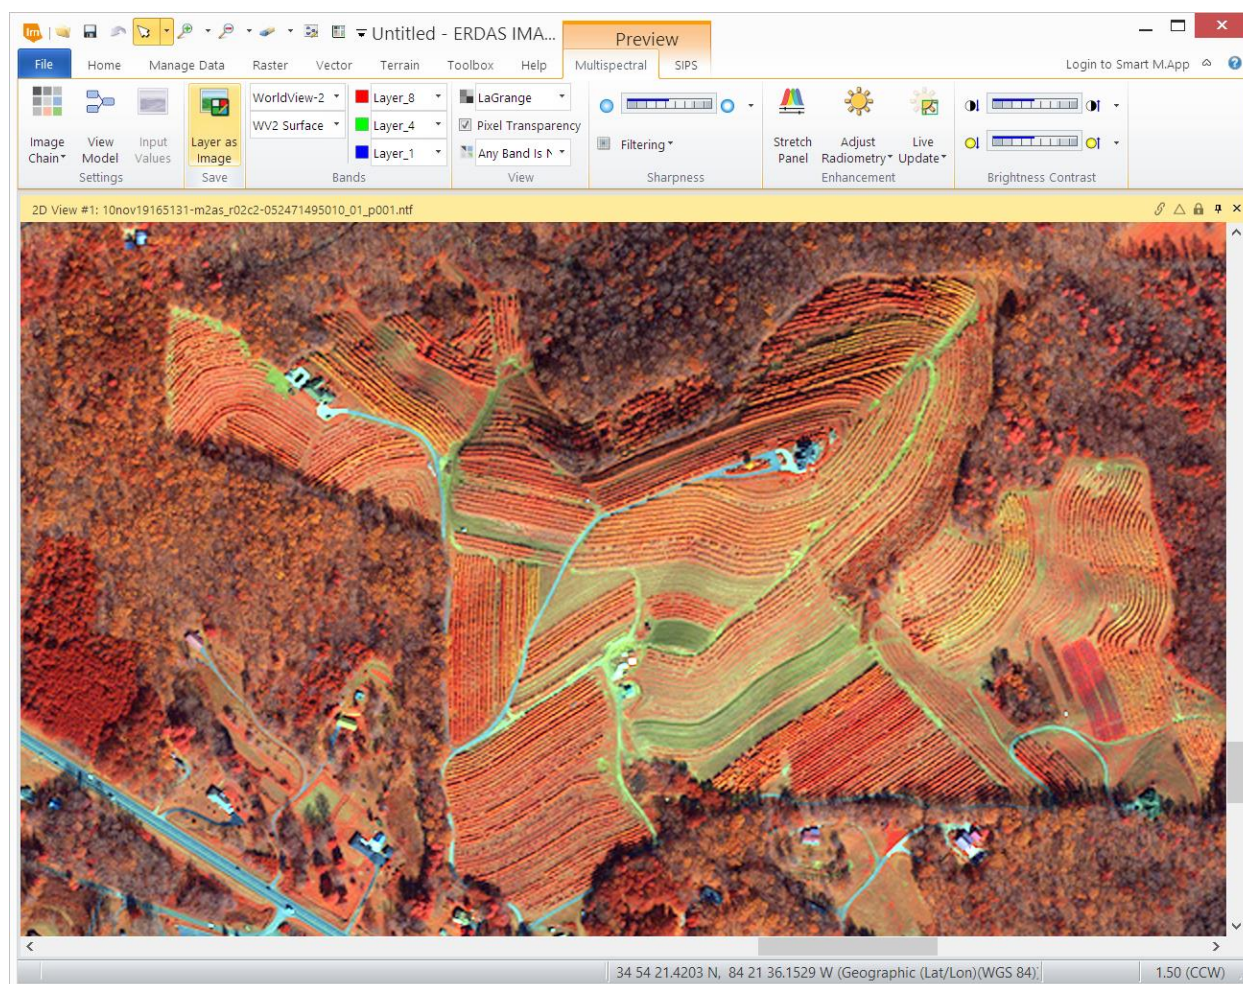 Im
Untitled - ERDAS IMA...
Preview
File Home Manage Data Raster Vector Terrain Toolbox Help Multispectral SIPS Login to Smart M.App
WorldView-2 Layer_8 LaGrange
WV2 Surface Layer_4 Pixel Transparency
Layer_1 Any Band Is N
Image Chain
View Model
Input Values
Layer as Image
Filtering
Stretch Panel
Adjust Radiometry
Live Update
Settings Save Bands View Sharpness Enhancement Brightness Contrast
2D View #1: 10nov19165131-m2as_r02c2-052471495010_01_p001.ntf
34 54 21.4203 N, 84 21 36.1529 W (Geographic (Lat/Lon)(WGS 84)) 1.50 (CCW)